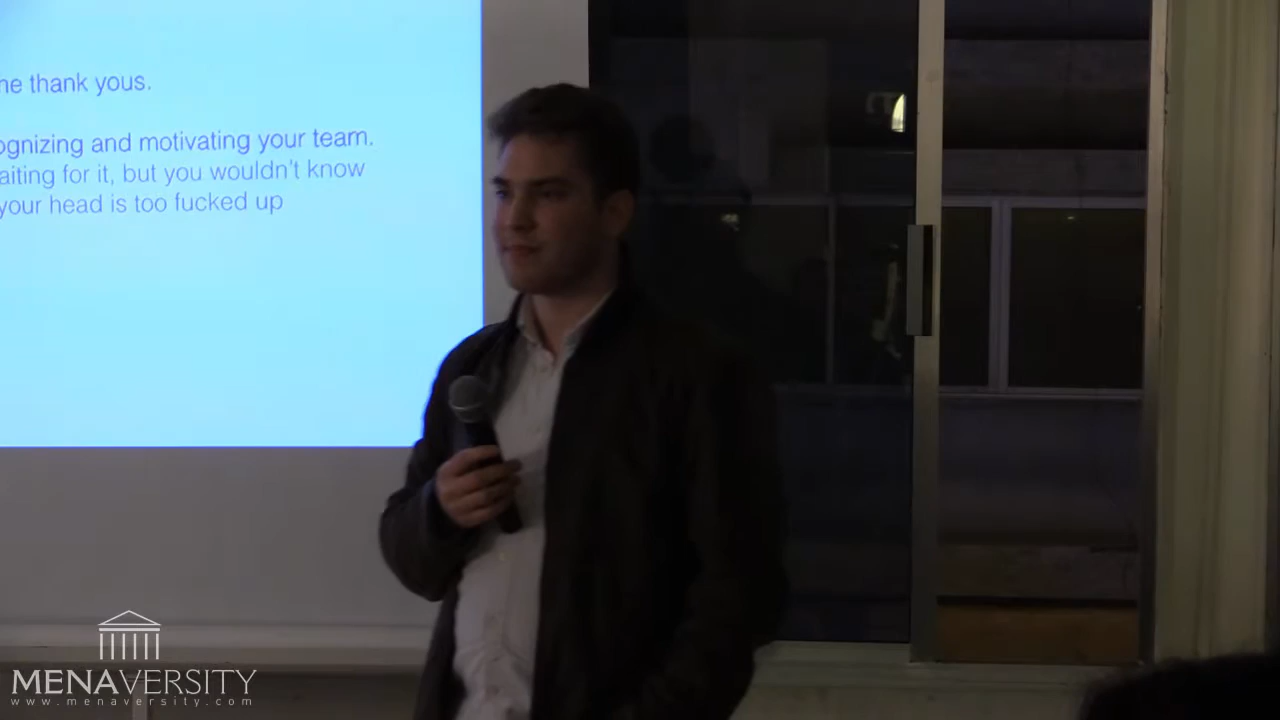 he thank yous.
ognizing and motivating your team.
aiting for it, but you wouldn't know
your head is too fucked up
MENAVERSITY
www.menaversity.com